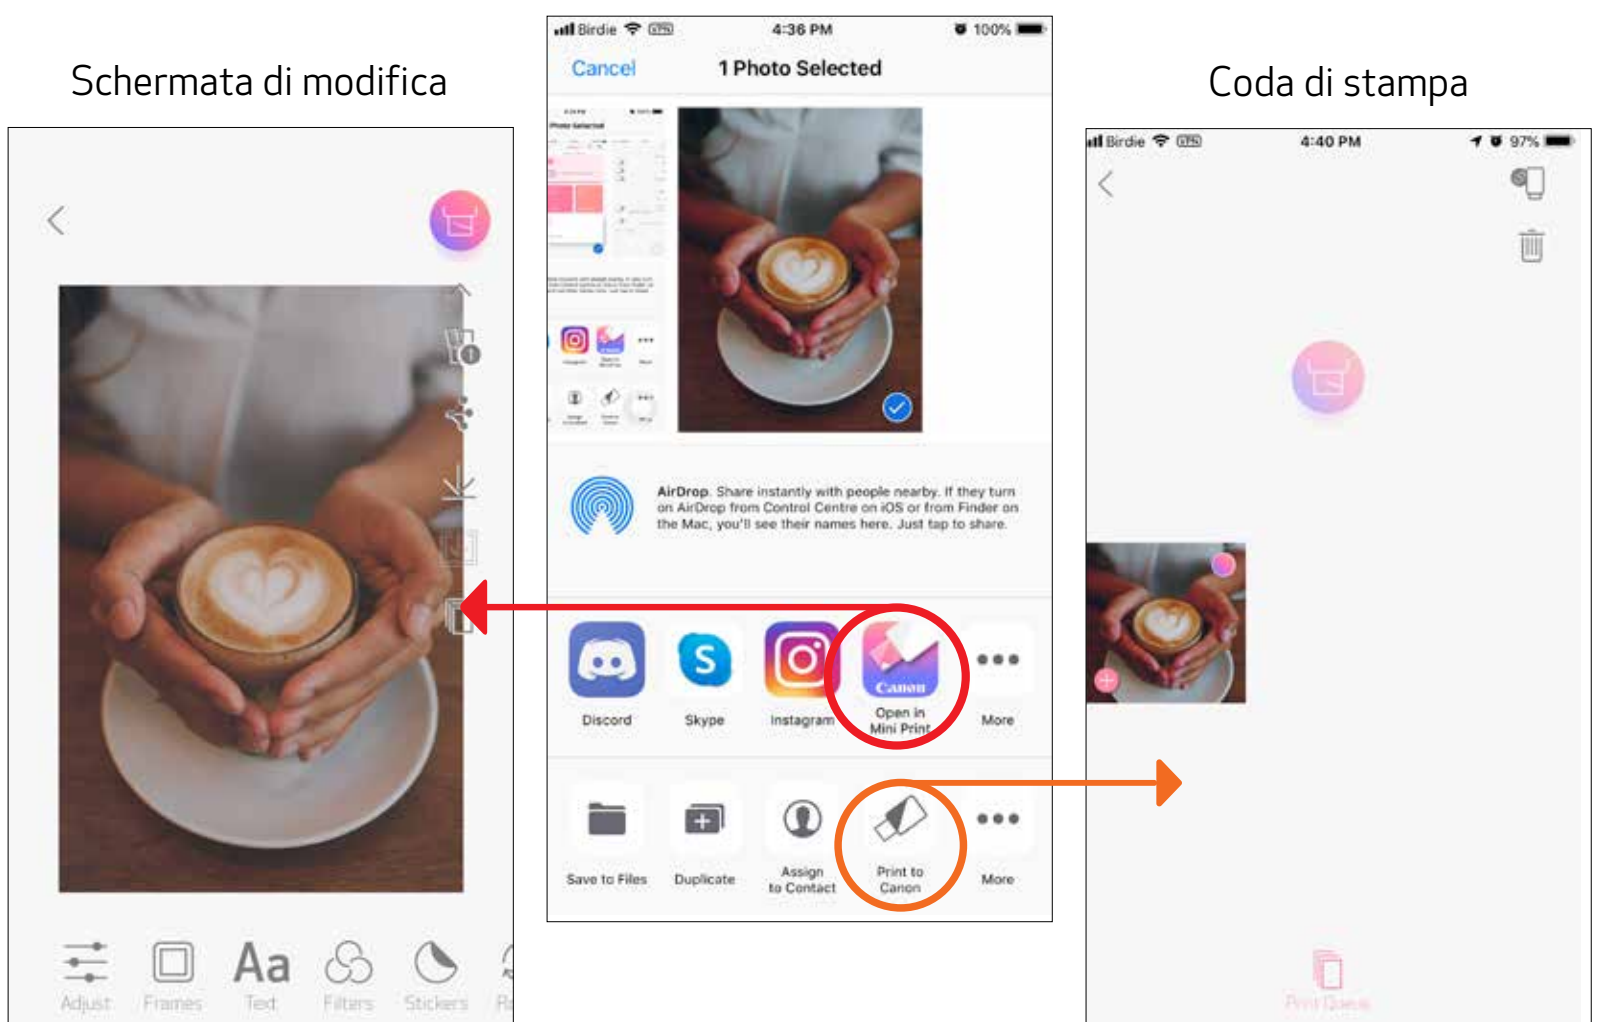 Schermata di modifica
Adjust
Frames
Aa
Text
Filters
Stickers
Birdie
VPN
4:36 PM
100%
Cancel
1 Photo Selected
AirDrop. Share instantly with people nearby. If they turn
on AirDrop from Control Centre on iOS or from Finder on
the Mac, you'll see their names here. Just tap to share.
Discord
Skype
Instagram
Canon
Open in
Mini Print
More
Save to Files
Duplicate
Assign
to Contact
Print to
Canon
More
Coda di stampa
Birdie
VPN
4:40 PM
97%
Print Queue